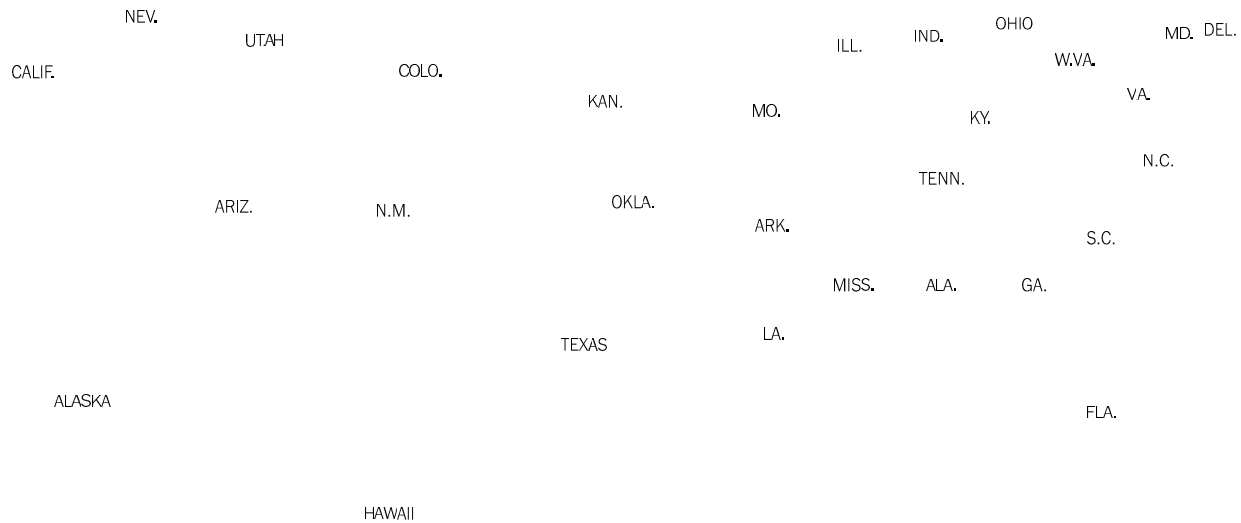 NEV.
OHIO
MD. DEL.
UTAH
ILL.
IND.
W.VA.
CALIF.
COLO.
KAN.
MO.
VA.
KY.
N.C.
TENN.
ARIZ.
N.M.
OKLA.
ARK.
S.C.
MISS.
ALA.
GA.
TEXAS
LA.
ALASKA
FLA.
HAWAII